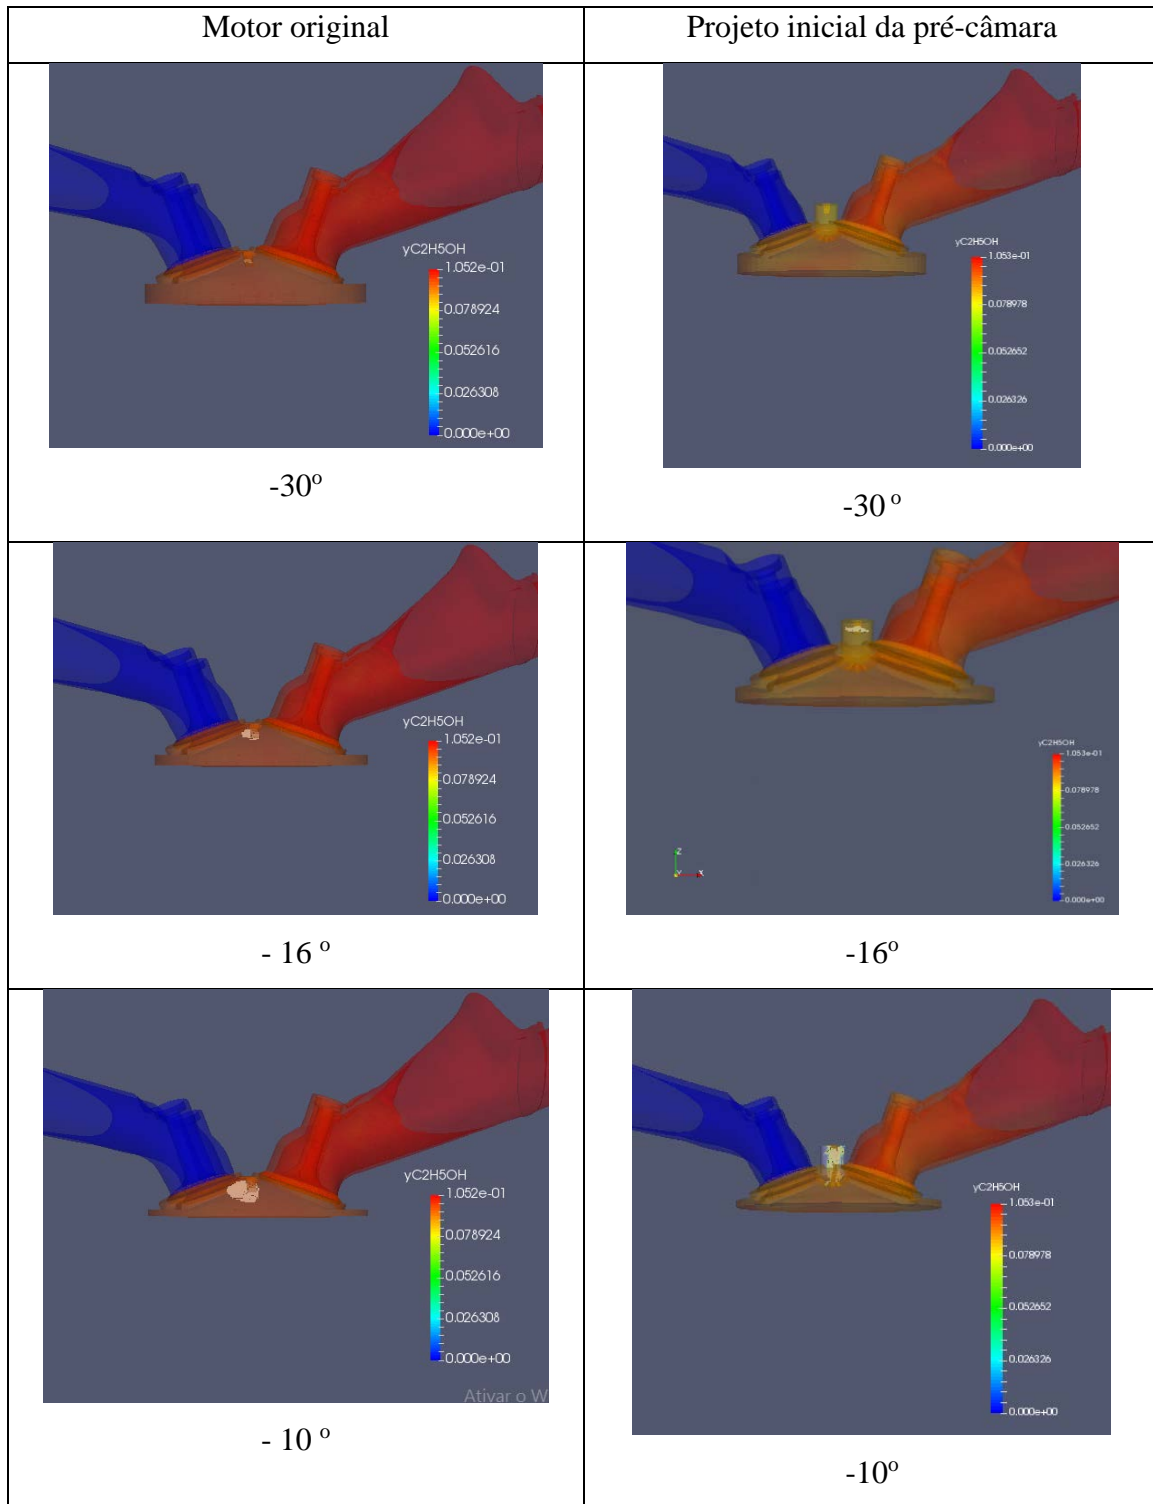 Motor original
Projeto inicial da pré-câmara
yC2H5OH
1.052e-01
0.078924
0.052616
0.026308
0.000e+00
-30º
yC2H5OH
1.053e-01
0.078978
0.052652
0.026326
0.000e+00
-30 º
yC2H5OH
1.052e-01
0.078924
0.052616
0.026308
0.000e+00
- 16 º
yC2H5OH
1.053e-01
0.078978
0.052652
0.026326
0.000e+00
Z
Y
X
-16º
yC2H5OH
1.052e-01
0.078924
0.052616
0.026308
0.000e+00
Ativar o W
- 10 º
yC2H5OH
1.053e-01
0.078978
0.052652
0.026326
0.000e+00
-10º